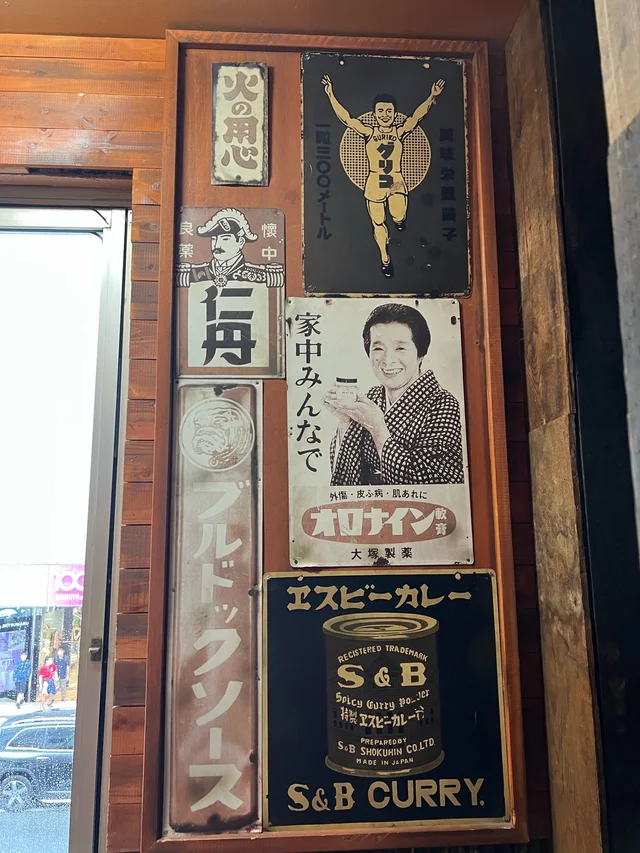 火の用心
GURIKO
グリコ
一粒三〇〇メートル
興味栄養菓子
懐中
良薬
仁丹
家中みんなで
外傷・皮ふ病・肌あれに
オロナイン軟膏
大塚製薬
ブルドックソース
エスビーカレー
REGISTERED TRADEMARK
S&B
Spicy Curry powder
特製エスビーカレー
PREPARED BY
S&B SHOKUHIN CO.LTD.
MADE IN JAPAN
S&B CURRY.